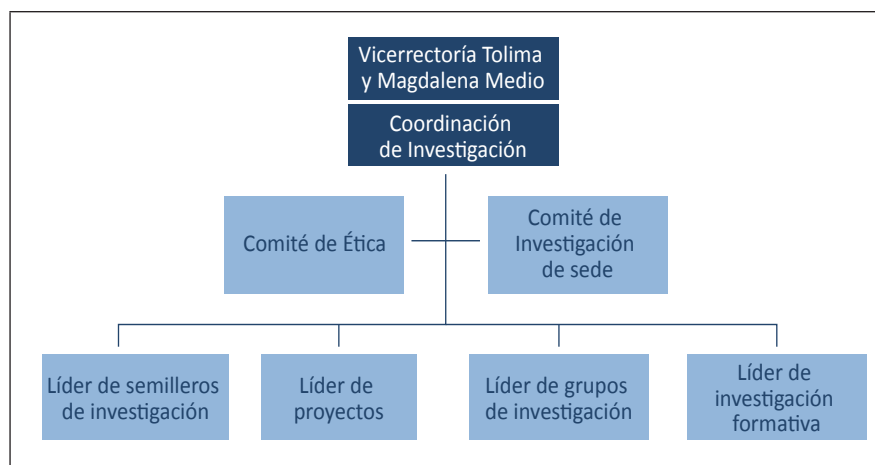 Vicerrectoría Tolima
y Magdalena Medio
Coordinación
de Investigación
Comité de Ética
Comité de
Investigación
de sede
Líder de semilleros
de investigación
Líder de
proyectos
Líder de grupos
de investigación
Líder de
investigación
formativa